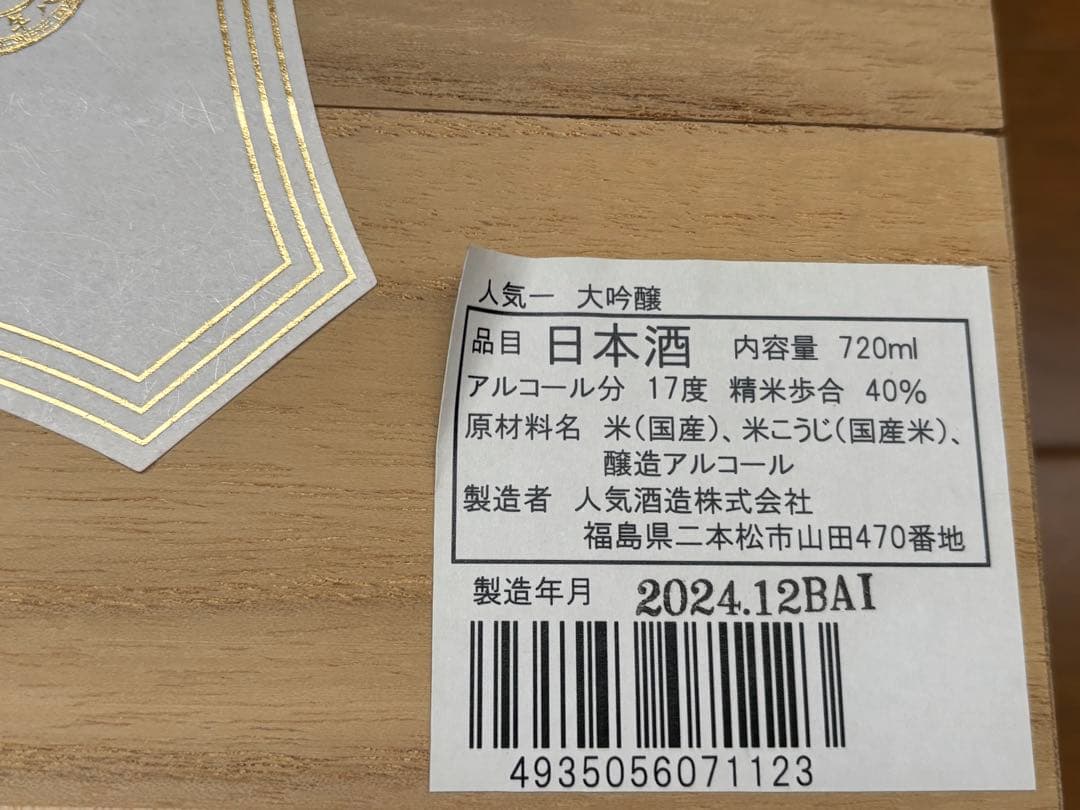 人気一 大吟醸
品目 日本酒 内容量 720ml
アルコール分 17度 精米歩合 40%
原材料名 米(国産)、米こうじ(国産米)、
醸造アルコール
製造者 人気酒造株式会社
福島県二本松市山田470番地
製造年月 2024.12BAI
4935056071123